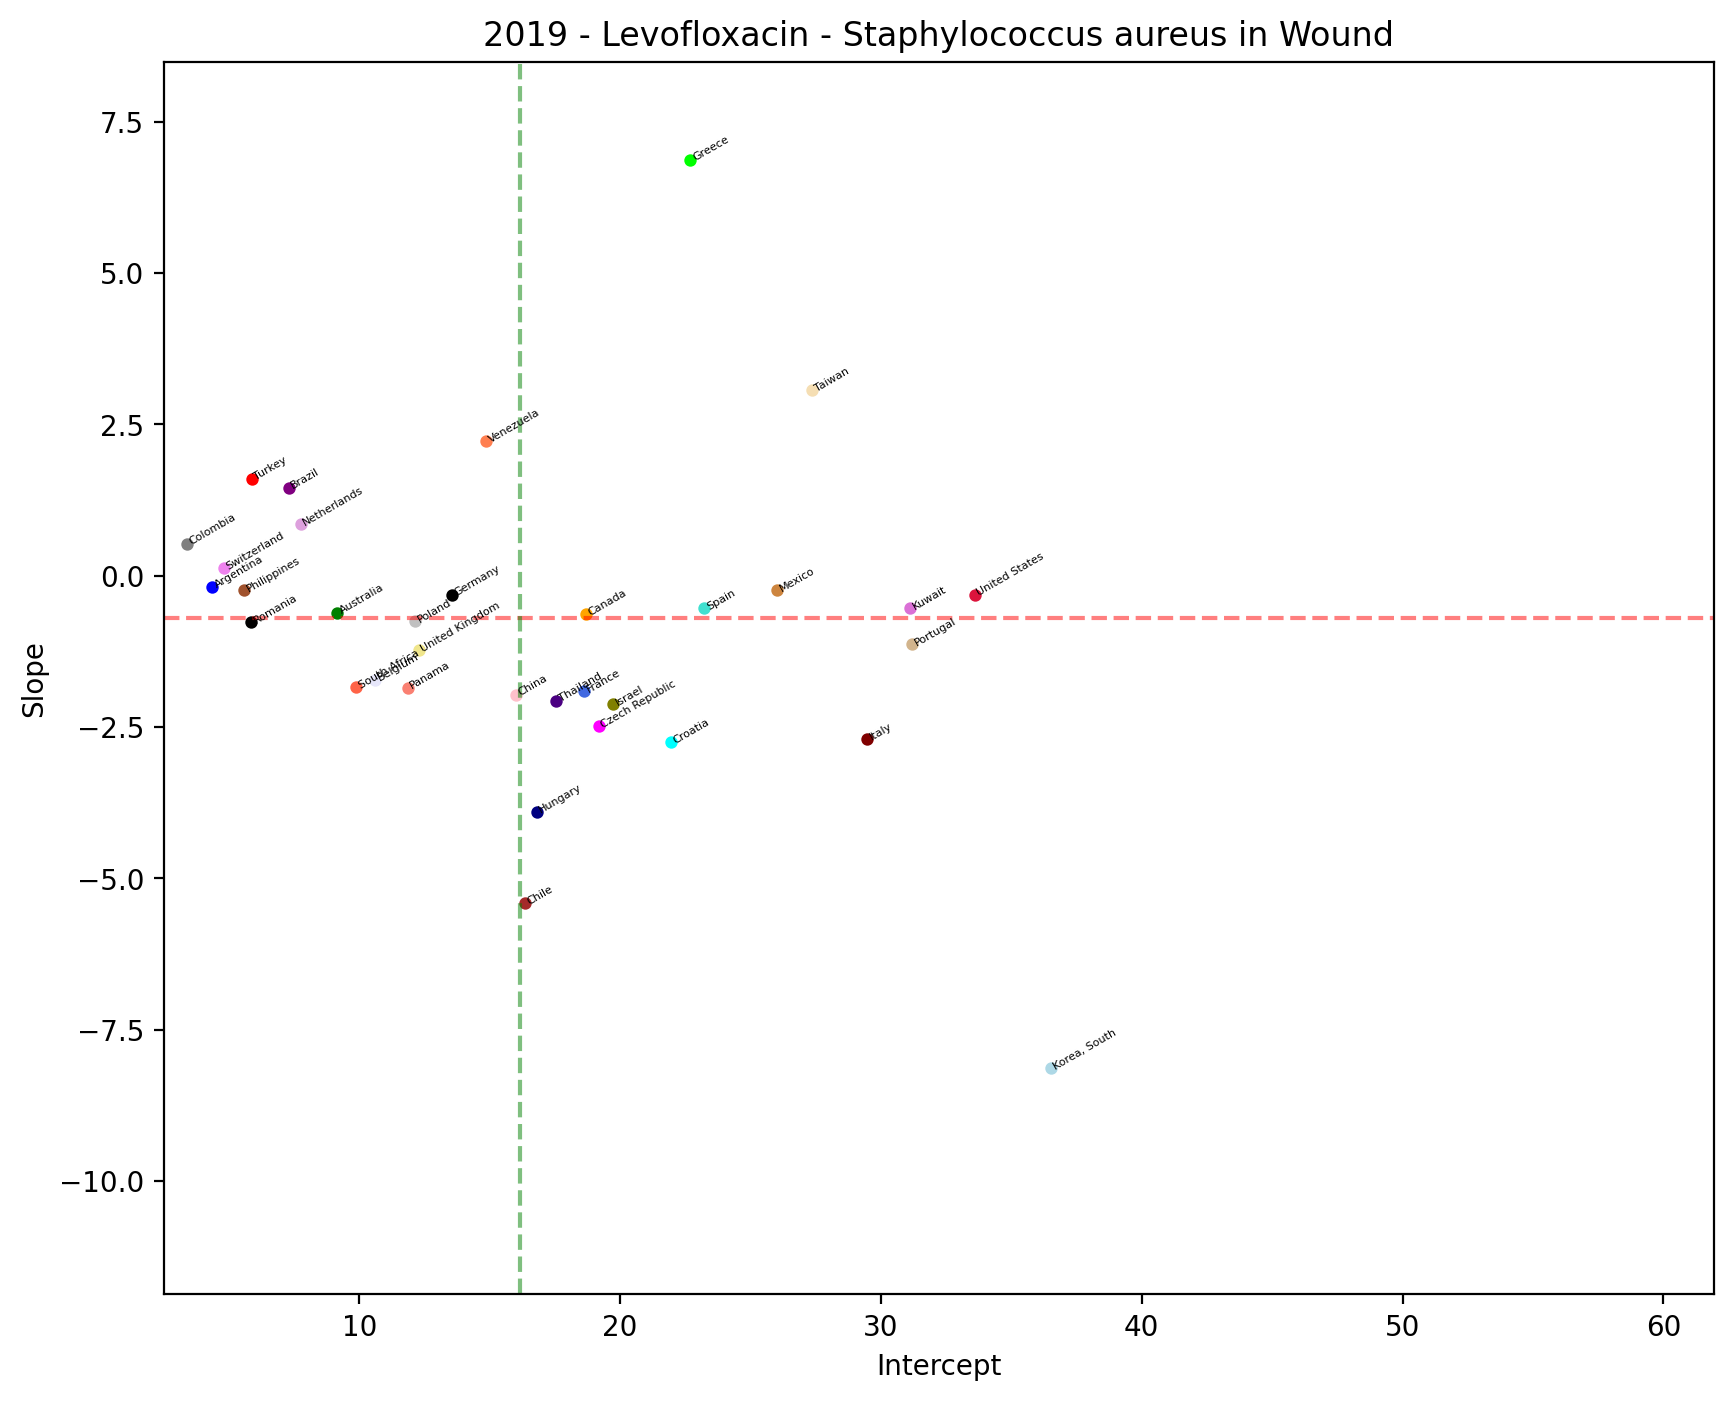 2019 - Levofloxacin - Staphylococcus aureus in Wound
7.5
Greece
5.0
Taiwan
2.5
Venezuela
Turkey
Brazil
Netherlands
Colombia
Switzerland
0.0
Argentina
Philippines
Germany
Mexico
United States
Romania
Australia
Poland
Canada
Spain
Kuwait
United Kingdom
Portugal
South Africa
Belgium
Panama
China
Thailand
France
Israel
Czech Republic
−2.5
Croatia
Italy
Hungary
−5.0
Chile
−7.5
Korea, South
−10.0
Slope
10
20
30
40
50
60
Intercept